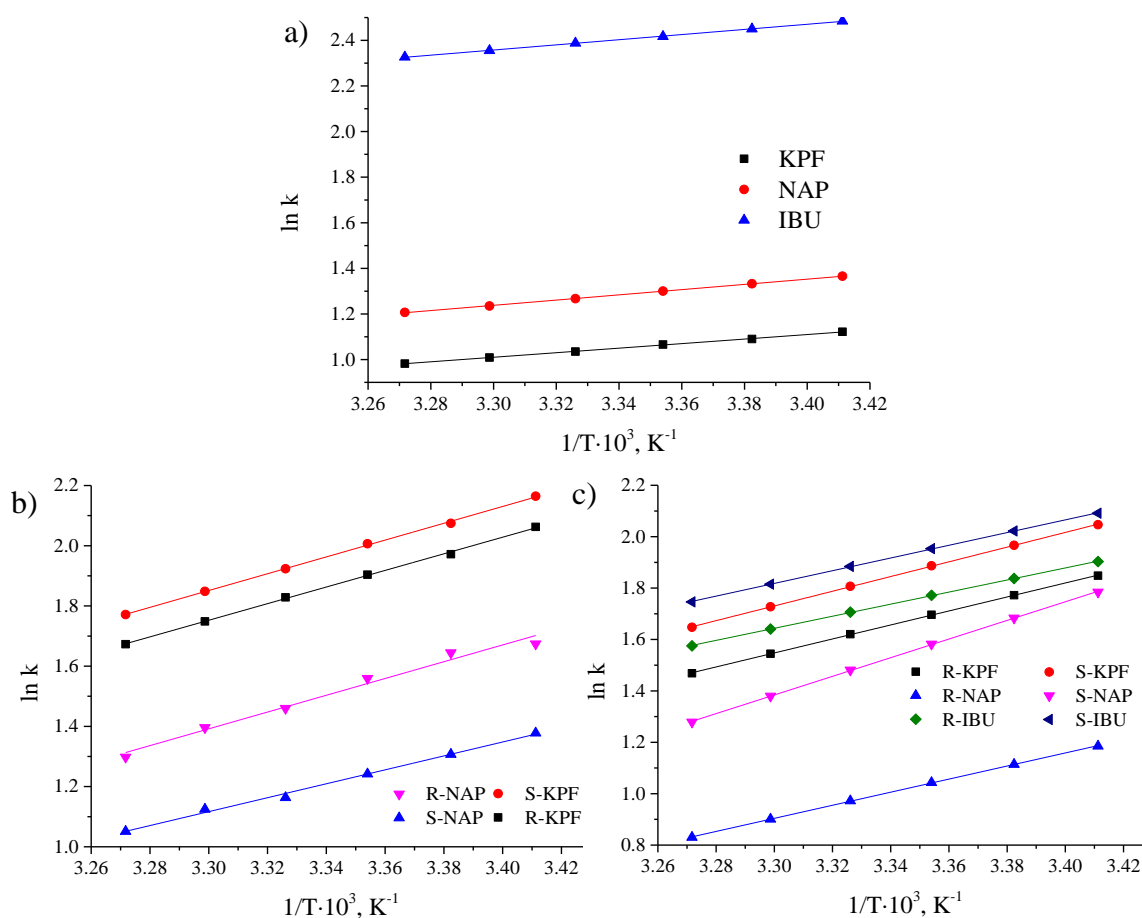 a)
2.4
2.2
2.0
1.8
1.6
1.4
1.2
1.0
ln k
KPF
NAP
IBU
3.26 3.28 3.30 3.32 3.34 3.36 3.38 3.40 3.42
1/T·10³, K⁻¹
b)
2.2
2.0
1.8
1.6
1.4
1.2
1.0
ln k
R-NAP S-KPF
S-NAP R-KPF
3.26 3.28 3.30 3.32 3.34 3.36 3.38 3.40 3.42
1/T·10³, K⁻¹
c)
2.2
2.0
1.8
1.6
1.4
1.2
1.0
0.8
ln k
R-KPF S-KPF
R-NAP S-NAP
R-IBU S-IBU
3.26 3.28 3.30 3.32 3.34 3.36 3.38 3.40 3.42
1/T·10³, K⁻¹